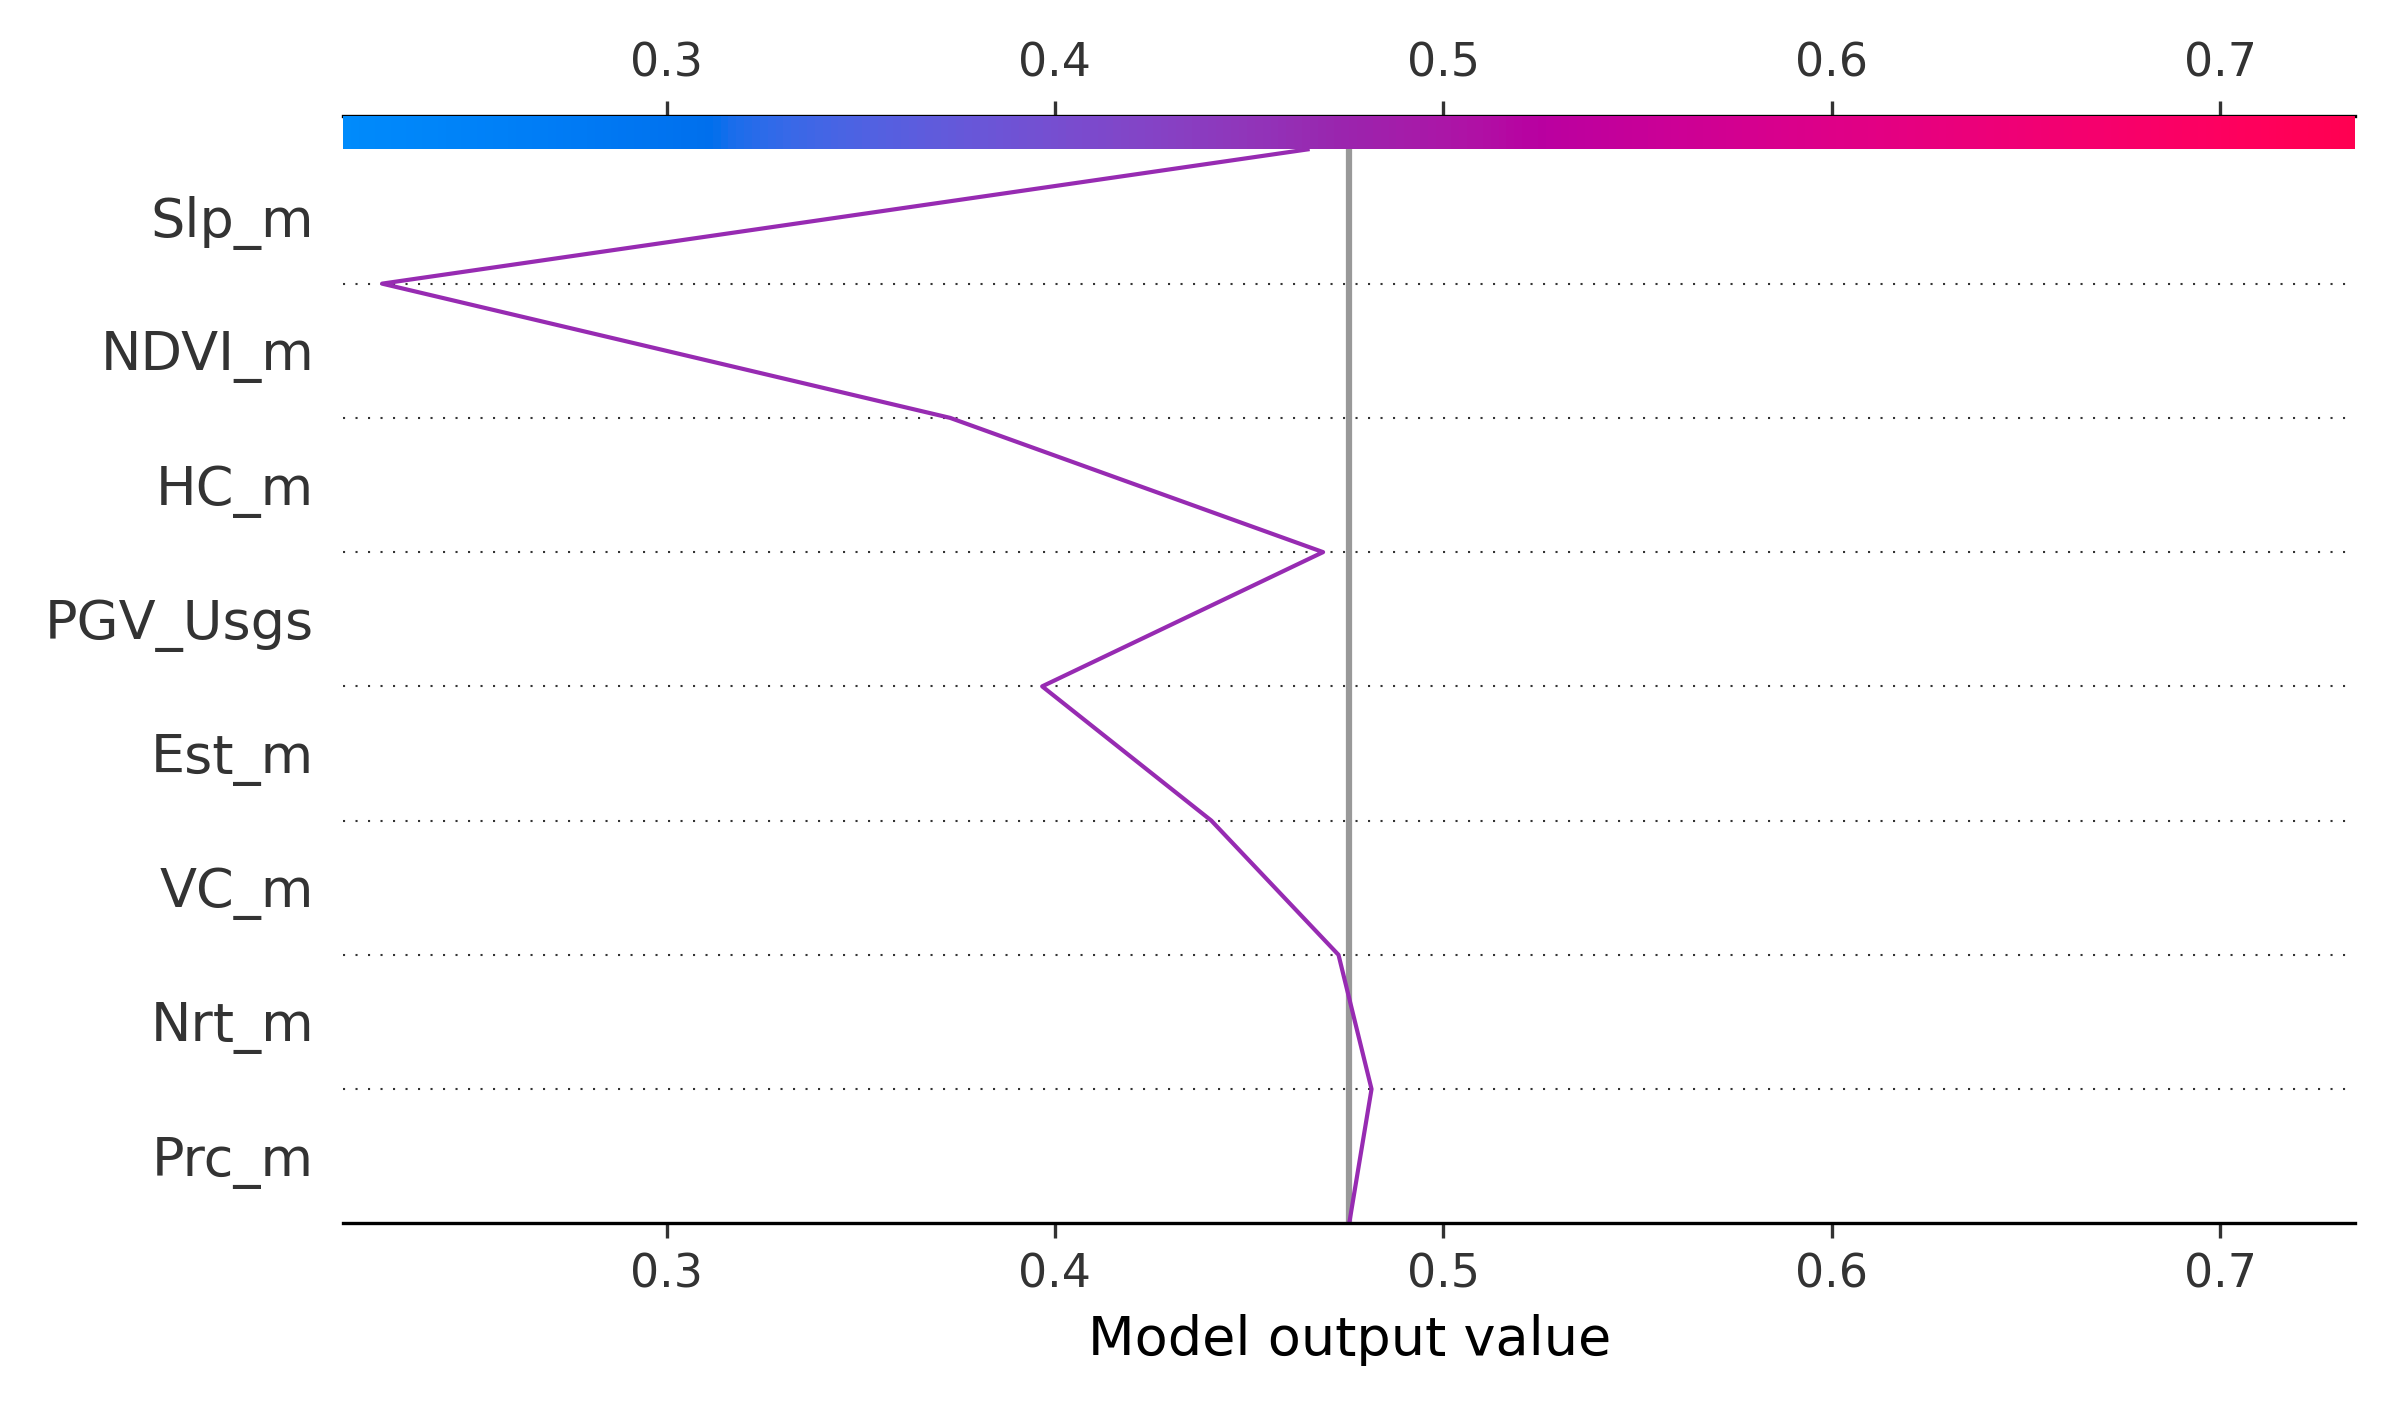 0.3 0.4 0.5 0.6 0.7
Slp_m
NDVI_m
HC_m
PGV_Usgs
Est_m
VC_m
Nrt_m
Prc_m
0.3 0.4 0.5 0.6 0.7
Model output value